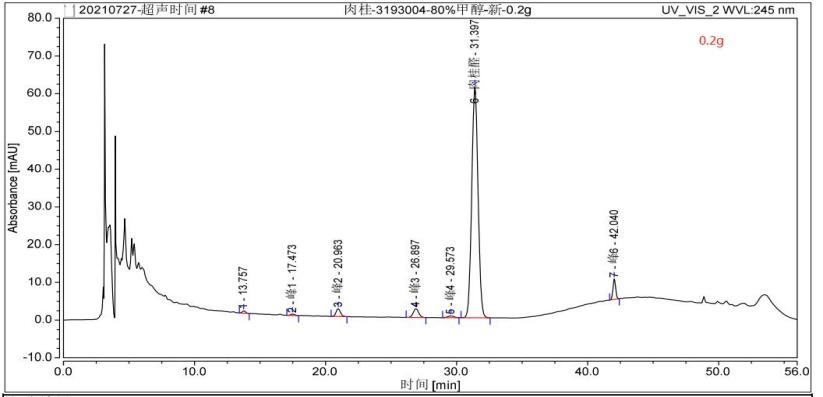 20210727-超声时间 #8
肉桂-3193004-80%甲醇-新-0.2g
UV_VIS_2 WVL:245 nm
0.2g
Absorbance [mAU]
80.0
70.0
60.0
50.0
40.0
30.0
20.0
10.0
0.0
-10.0
1 - 13.757
2 - 峰1 - 17.473
3 - 峰2 - 20.963
4 - 峰3 - 26.897
5 - 峰4 - 29.573
6 - 肉桂醛 - 31.397
7 - 峰6 - 42.040
0.0
10.0
20.0
30.0
40.0
50.0
56.0
时间 [min]